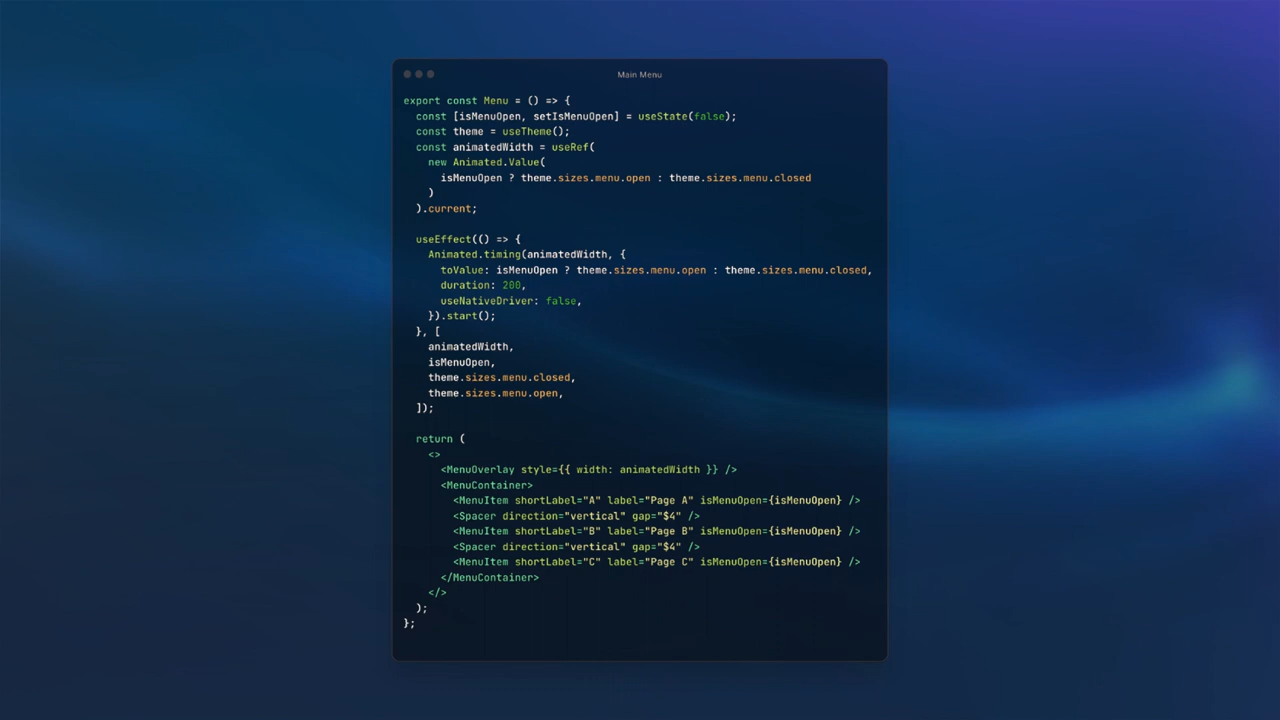 Main Menu
export const Menu = () => {
  const [isMenuOpen, setIsMenuOpen] = useState(false);
  const theme = useTheme();
  const animatedWidth = useRef(
    new Animated.Value(
      isMenuOpen ? theme.sizes.menu.open : theme.sizes.menu.closed
    )
  ).current;

  useEffect(() => {
    Animated.timing(animatedWidth, {
      toValue: isMenuOpen ? theme.sizes.menu.open : theme.sizes.menu.closed,
      duration: 200,
      useNativeDriver: false,
    }).start();
  }, [
    animatedWidth,
    isMenuOpen,
    theme.sizes.menu.closed,
    theme.sizes.menu.open,
  ]);

  return (
    <>
      <MenuOverlay style={{ width: animatedWidth }} />
      <MenuContainer>
        <MenuItem shortLabel="A" label="Page A" isMenuOpen={isMenuOpen} />
        <Spacer direction="vertical" gap="$4" />
        <MenuItem shortLabel="B" label="Page B" isMenuOpen={isMenuOpen} />
        <Spacer direction="vertical" gap="$4" />
        <MenuItem shortLabel="C" label="Page C" isMenuOpen={isMenuOpen} />
      </MenuContainer>
    </>
  );
};